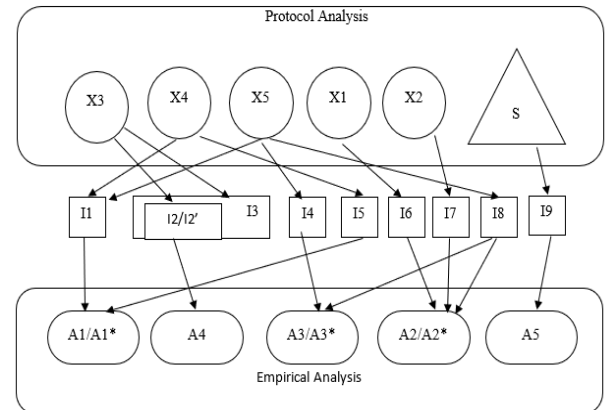 Protocol Analysis
X3
X4
X5
X1
X2
S
I1
I2/I2'
I3
I4
I5
I6
I7
I8
I9
A1/A1*
A4
A3/A3*
A2/A2*
A5
Empirical Analysis